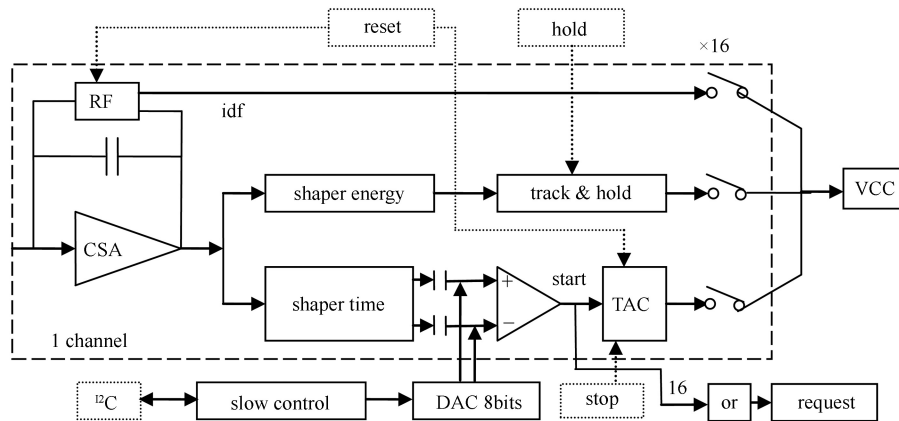 reset
hold
×16
RF
idf
shaper energy
track & hold
VCC
CSA
shaper time
+
−
start
TAC
1 channel
I2C
slow control
DAC 8bits
stop
16
or
request